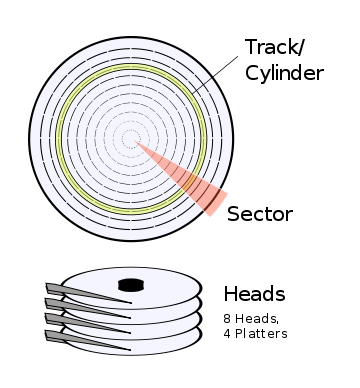 Track/
Cylinder
Sector
Heads
8 Heads,
4 Platters